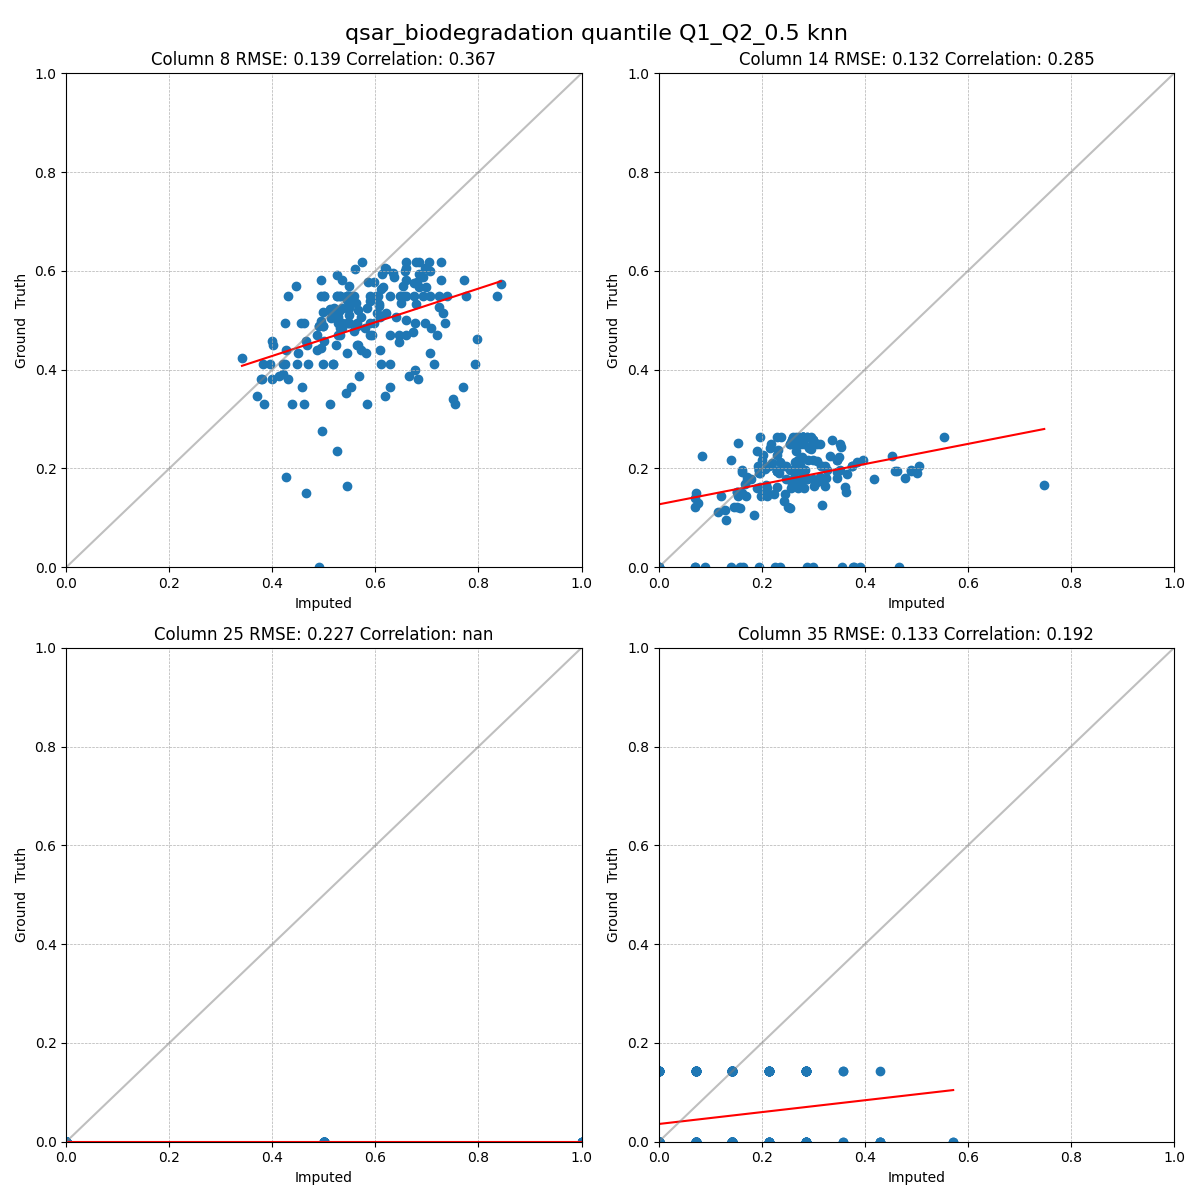 qsar_biodegradation quantile Q1_Q2_0.5 knn
Column 8 RMSE: 0.139 Correlation: 0.367
1.0
0.8
0.6
0.4
0.2
0.0
Ground Truth
0.0 0.2 0.4 0.6 0.8 1.0
Imputed
Column 14 RMSE: 0.132 Correlation: 0.285
1.0
0.8
0.6
0.4
0.2
0.0
Ground Truth
0.0 0.2 0.4 0.6 0.8 1.0
Imputed
Column 25 RMSE: 0.227 Correlation: nan
1.0
0.8
0.6
0.4
0.2
0.0
Ground Truth
0.0 0.2 0.4 0.6 0.8 1.0
Imputed
Column 35 RMSE: 0.133 Correlation: 0.192
1.0
0.8
0.6
0.4
0.2
0.0
Ground Truth
0.0 0.2 0.4 0.6 0.8 1.0
Imputed